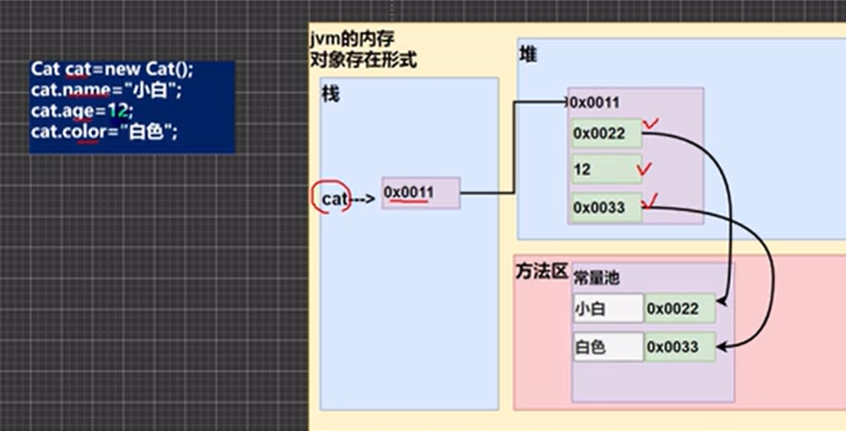 Cat cat=new Cat();
cat.name="小白";
cat.age=12;
cat.color="白色";
jvm的内存
对象存在形式
栈
cat--->
0x0011
堆
0x0011
0x0022
12
0x0033
方法区
常量池
小白 0x0022
白色 0x0033